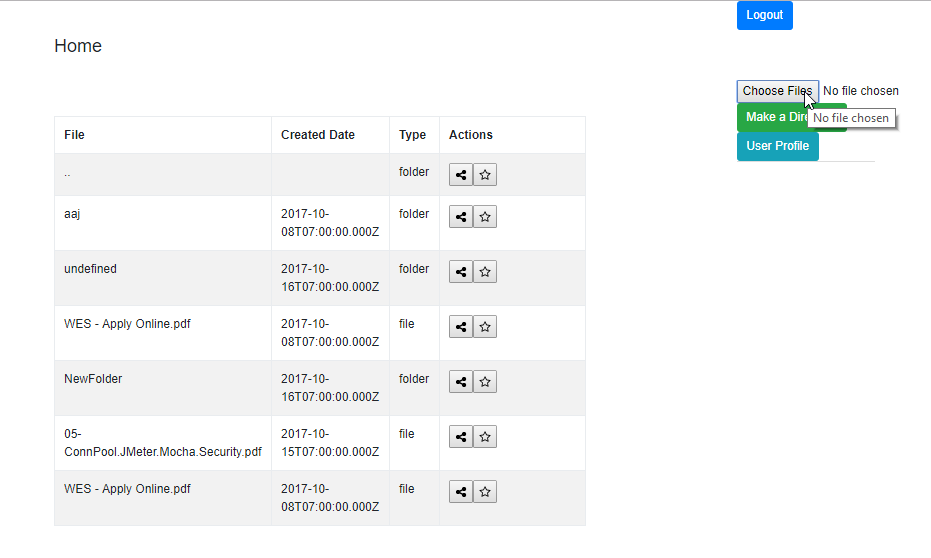 Logout
Home
Choose Files No file chosen
No file chosen
Make a Dire
User Profile
File Created Date Type Actions
.. folder
aaj 2017-10- folder
08T07:00:00.000Z
undefined 2017-10- folder
16T07:00:00.000Z
WES - Apply Online.pdf 2017-10- file
08T07:00:00.000Z
NewFolder 2017-10- folder
16T07:00:00.000Z
05- 2017-10- file
ConnPool.JMeter.Mocha.Security.pdf 15T07:00:00.000Z
WES - Apply Online.pdf 2017-10- file
08T07:00:00.000Z